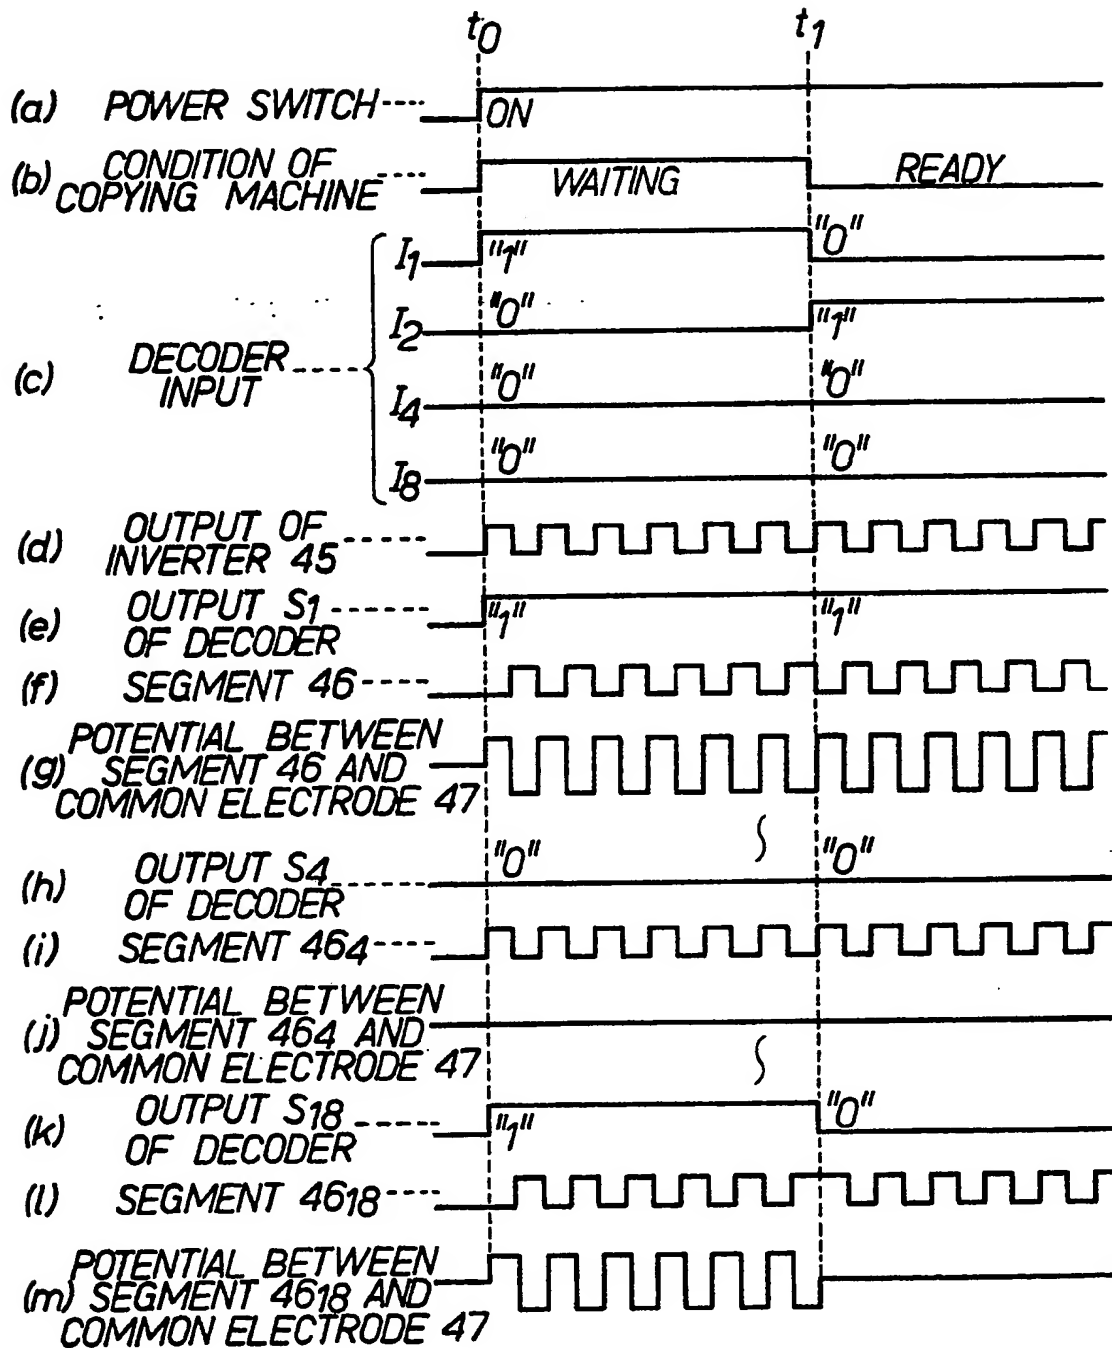 t0 t1
(a) POWER SWITCH ON
(b) CONDITION OF
COPYING MACHINE WAITING READY
I1 "1" "0"
I2 "0" "1"
(c) DECODER
INPUT
I4 "0" "0"
I8 "0" "0"
(d) OUTPUT OF
INVERTER 45
(e) OUTPUT S1
OF DECODER "1" "1"
(f) SEGMENT 46
POTENTIAL BETWEEN
(g) SEGMENT 46 AND
COMMON ELECTRODE 47
(h) OUTPUT S4
OF DECODER "0" "0"
(i) SEGMENT 464
POTENTIAL BETWEEN
(j) SEGMENT 464 AND
COMMON ELECTRODE 47
(k) OUTPUT S18
OF DECODER "1" "0"
(l) SEGMENT 4618
POTENTIAL BETWEEN
(m) SEGMENT 4618 AND
COMMON ELECTRODE 47